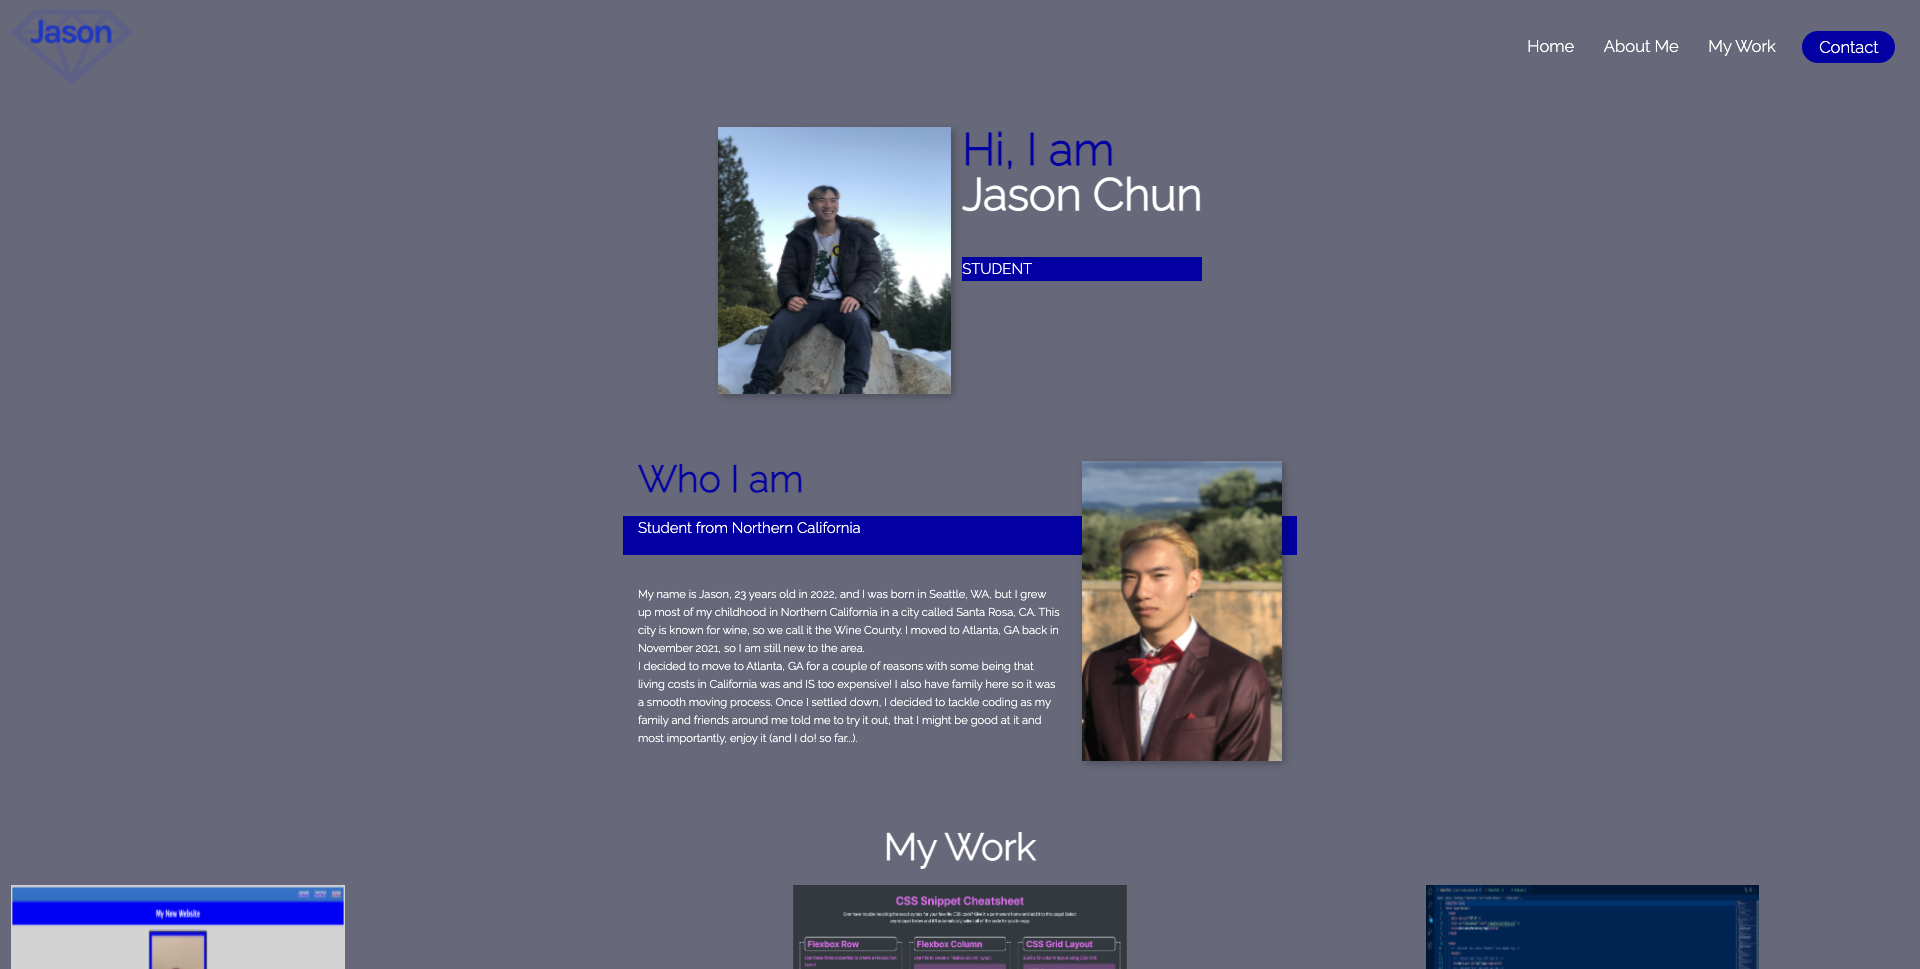 Jason
Home
About Me
My Work
Contact
Hi, I am
Jason Chun
STUDENT
Who I am
Student from Northern California
My name is Jason, 23 years old in 2022, and I was born in Seattle, WA, but I grew
up most of my childhood in Northern California in a city called Santa Rosa, CA. This
city is known for wine, so we call it the Wine County. I moved to Atlanta, GA back in
November 2021, so I am still new to the area.
I decided to move to Atlanta, GA for a couple of reasons with some being that
living costs in California was and IS too expensive! I also have family here so it was
a smooth moving process. Once I settled down, I decided to tackle coding as my
family and friends around me told me to try it out, that I might be good at it and
most importantly, enjoy it (and I do! so far...).
My Work
My New Website
CSS Snippet Cheatsheet
Flexbox Row
Flexbox Column
CSS Grid Layout